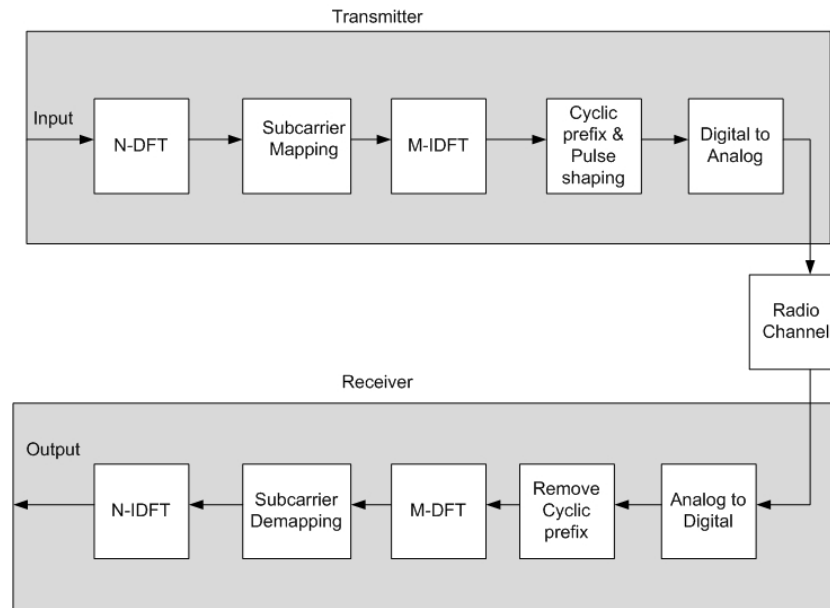 Transmitter
Input
N-DFT
Subcarrier
Mapping
M-IDFT
Cyclic
prefix &
Pulse
shaping
Digital to
Analog
Radio
Channel
Receiver
Output
N-IDFT
Subcarrier
Demapping
M-DFT
Remove
Cyclic
prefix
Analog to
Digital